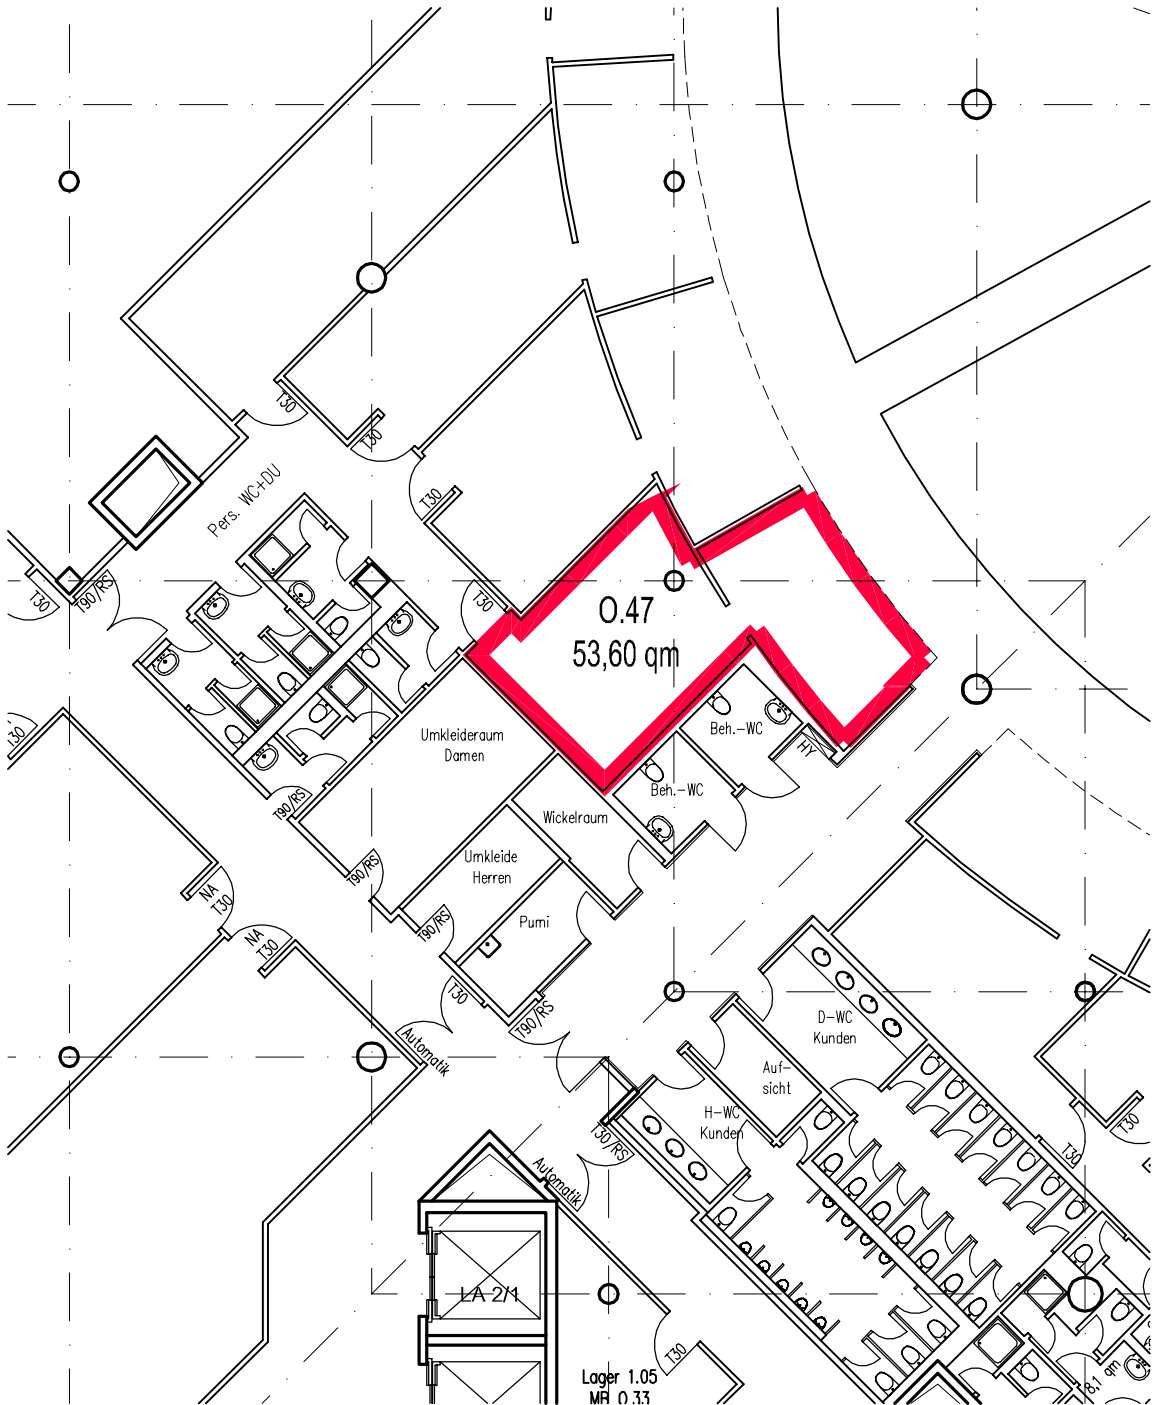 T30
T30
Pers. WC+DU
T30
T30
T90/RS
T30
O.47
53,60 qm
T30
Umkleideraum
Damen
Beh.-WC
HY
Beh.-WC
T90/RS
Wickelraum
T90/RS
Umkleide
Herren
NA
T30
Pumi
T90/RS
NA
T30
T30
T90/RS
D-WC
Kunden
Automatik
Auf-
sicht
H-WC
Kunden
T30
T30/RS
T30
Automatik
LA 2/1
T30
Lager 1.05
MB 0.33
8,1 qm